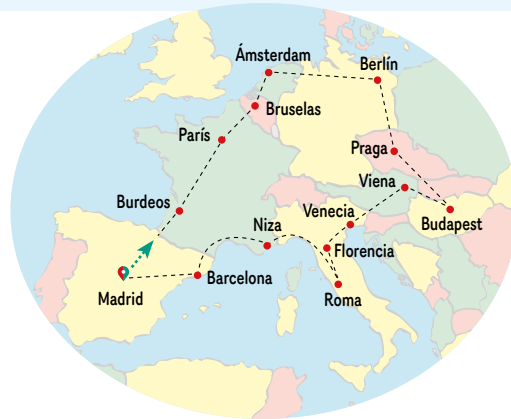 Ámsterdam
Berlín
Bruselas
París
Praga
Viena
Burdeos
Venecia
Budapest
Niza
Florencia
Barcelona
Madrid
Roma